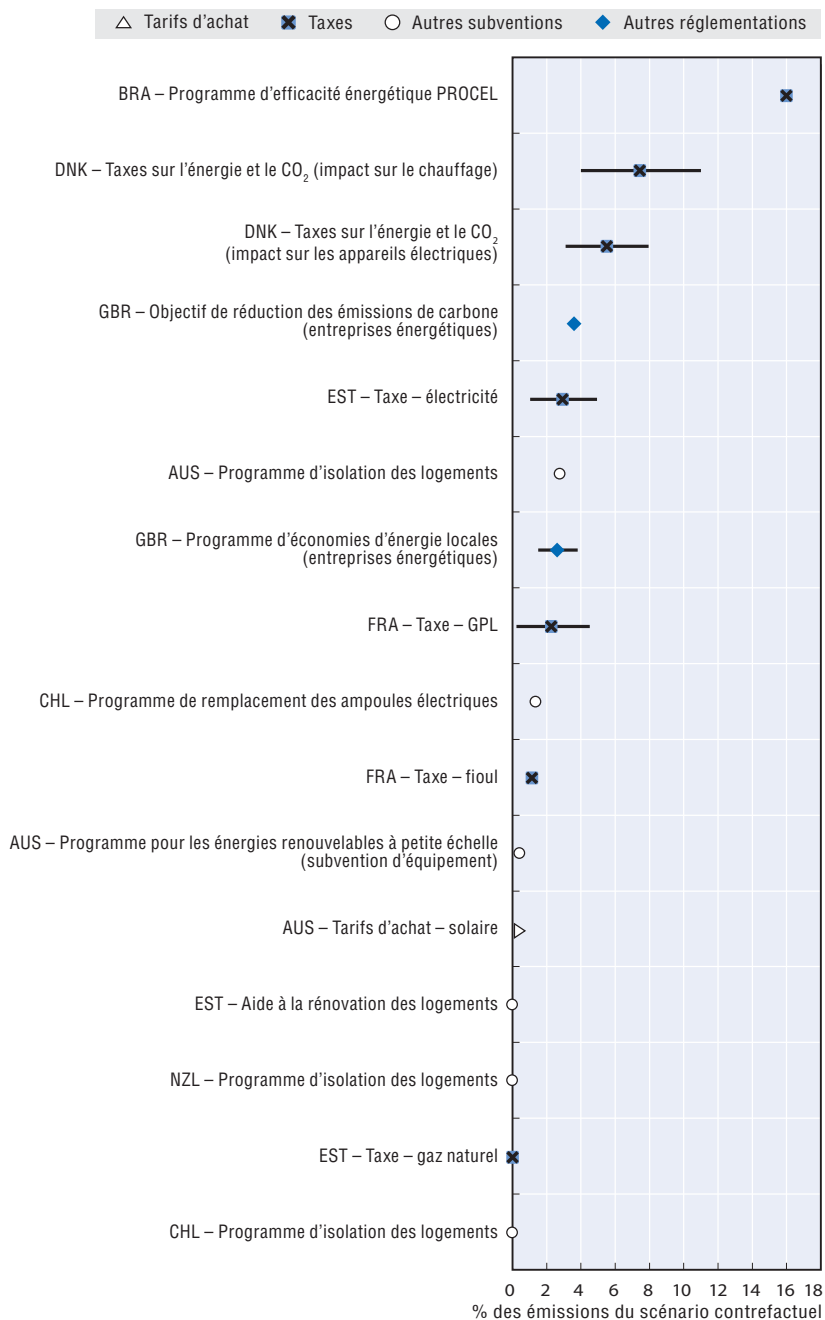 Tarifs d'achat Taxes Autres subventions Autres réglementations
BRA – Programme d'efficacité énergétique PROCEL
DNK – Taxes sur l'énergie et le CO2 (impact sur le chauffage)
DNK – Taxes sur l'énergie et le CO2
(impact sur les appareils électriques)
GBR – Objectif de réduction des émissions de carbone
(entreprises énergétiques)
EST – Taxe – électricité
AUS – Programme d'isolation des logements
GBR – Programme d'économies d'énergie locales
(entreprises énergétiques)
FRA – Taxe – GPL
CHL – Programme de remplacement des ampoules électriques
FRA – Taxe – fioul
AUS – Programme pour les énergies renouvelables à petite échelle
(subvention d'équipement)
AUS – Tarifs d'achat – solaire
EST – Aide à la rénovation des logements
NZL – Programme d'isolation des logements
EST – Taxe – gaz naturel
CHL – Programme d'isolation des logements
0 2 4 6 8 10 12 14 16 18
% des émissions du scénario contrefactuel